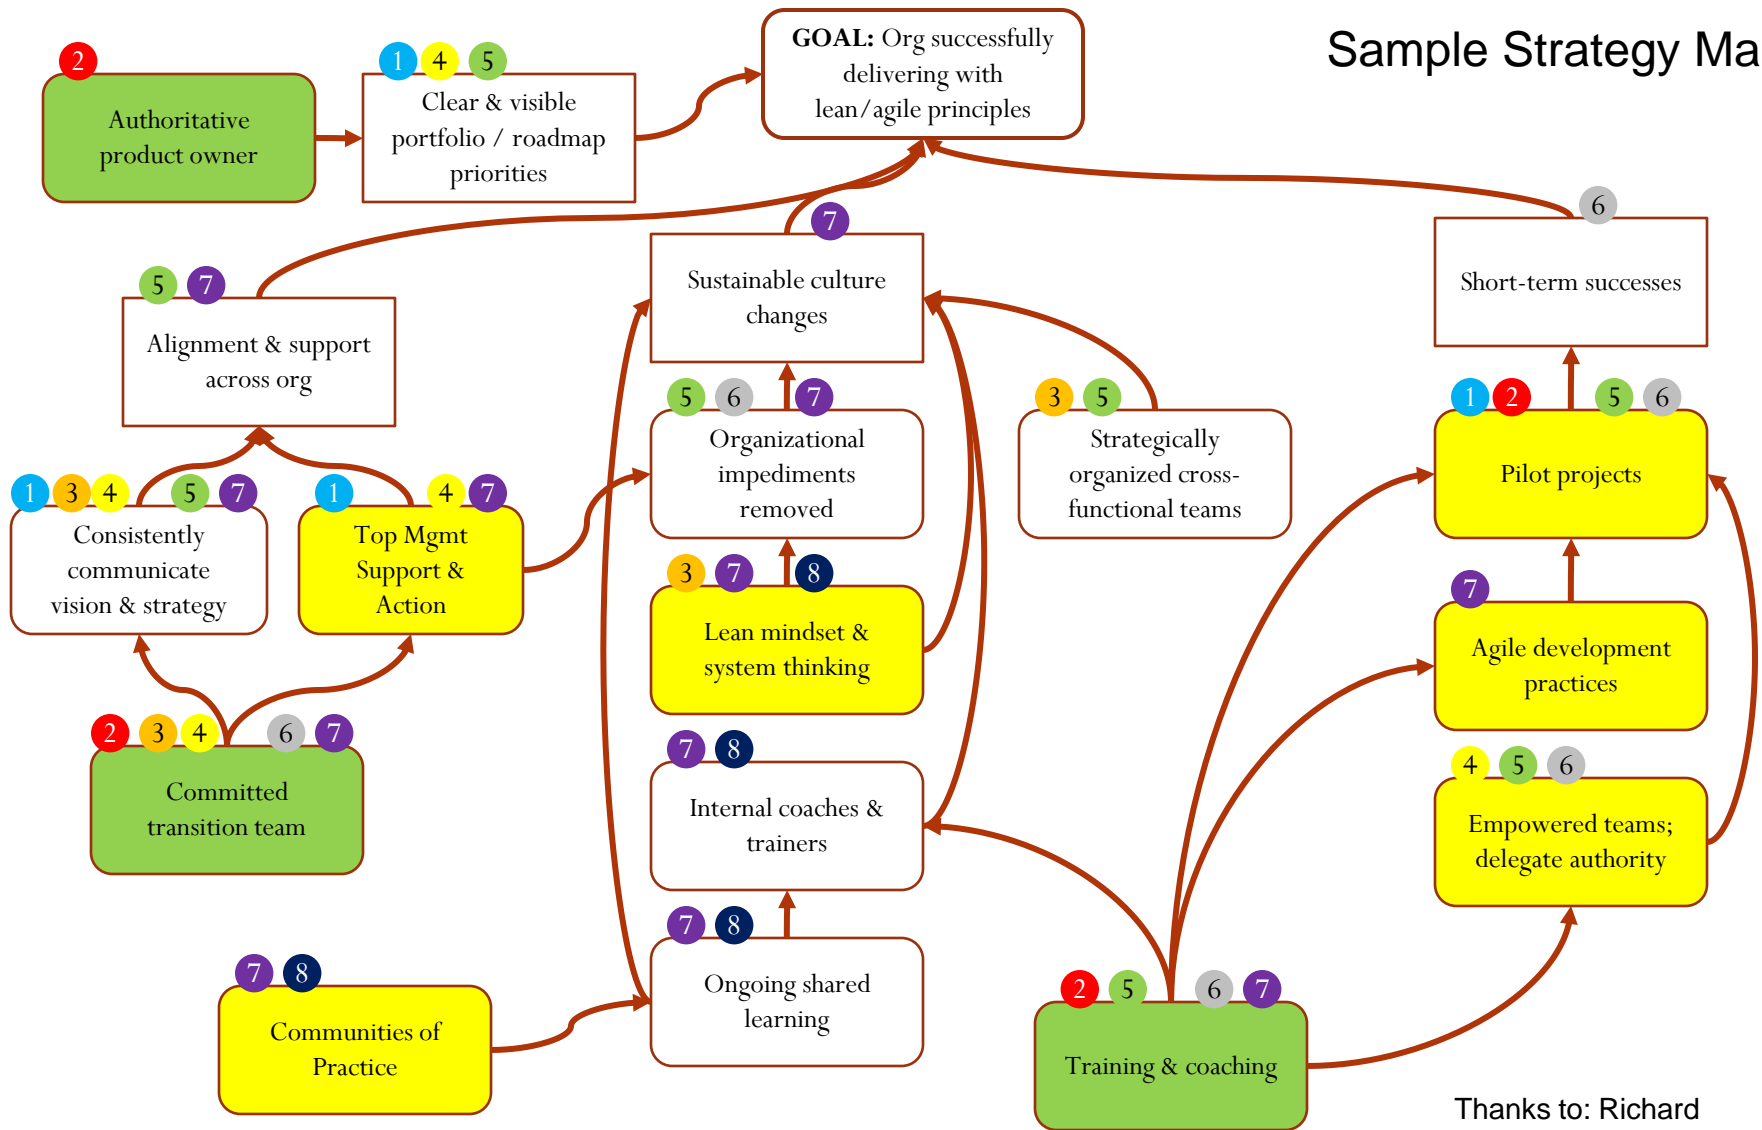 Sample Strategy Ma
2
Authoritative
product owner
1 4 5
Clear & visible
portfolio / roadmap
priorities
GOAL: Org successfully
delivering with
lean/agile principles
5 7
Alignment & support
across org
7
Sustainable culture
changes
6
Short-term successes
1 3 4 5 7
Consistently
communicate
vision & strategy
1 4 7
Top Mgmt
Support &
Action
5 6 7
Organizational
impediments
removed
3 5
Strategically
organized cross-
functional teams
1 2 5 6
Pilot projects
3 7 8
Lean mindset &
system thinking
7
Agile development
practices
2 3 4 6 7
Committed
transition team
7 8
Internal coaches &
trainers
4 5 6
Empowered teams;
delegate authority
7 8
Communities of
Practice
7 8
Ongoing shared
learning
2 5 6 7
Training & coaching
Thanks to: Richard